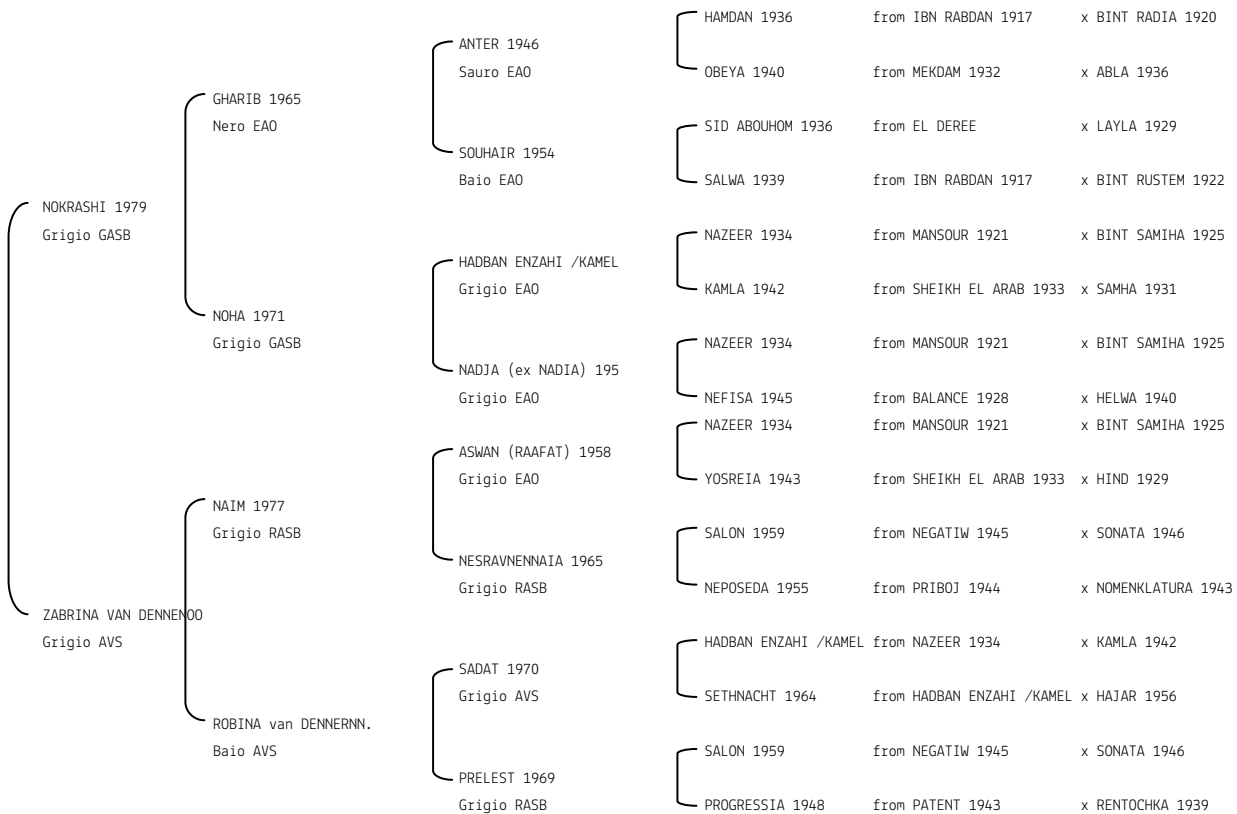 HAMDAN 1936 from IBN RABDAN 1917 x BINT RADIA 1920
ANTER 1946
Sauro EAO
OBEYA 1940 from MEKDAM 1932 x ABLA 1936
GHARIB 1965
Nero EAO
SID ABOUHOM 1936 from EL DEREE x LAYLA 1929
SOUHAIR 1954
Baio EAO
SALWA 1939 from IBN RABDAN 1917 x BINT RUSTEM 1922
NOKRASHI 1979
Grigio GASB
NAZEER 1934 from MANSOUR 1921 x BINT SAMIHA 1925
HADBAN ENZAHI /KAMEL
Grigio EAO
KAMLA 1942 from SHEIKH EL ARAB 1933 x SAMHA 1931
NOHA 1971
Grigio GASB
NAZEER 1934 from MANSOUR 1921 x BINT SAMIHA 1925
NADJA (ex NADIA) 195
Grigio EAO
NEFISA 1945 from BALANCE 1928 x HELWA 1940
NAZEER 1934 from MANSOUR 1921 x BINT SAMIHA 1925
ASWAN (RAAFAT) 1958
Grigio EAO
YOSREIA 1943 from SHEIKH EL ARAB 1933 x HIND 1929
NAIM 1977
Grigio RASB
SALON 1959 from NEGATIW 1945 x SONATA 1946
NESRAVNENNAIA 1965
Grigio RASB
NEPOSEDA 1955 from PRIBOJ 1944 x NOMENKLATURA 1943
ZABRINA VAN DENNENOO
Grigio AVS
HADBAN ENZAHI /KAMEL from NAZEER 1934 x KAMLA 1942
SADAT 1970
Grigio AVS
SETHNACHT 1964 from HADBAN ENZAHI /KAMEL x HAJAR 1956
ROBINA van DENNERNN.
Baio AVS
SALON 1959 from NEGATIW 1945 x SONATA 1946
PRELEST 1969
Grigio RASB
PROGRESSIA 1948 from PATENT 1943 x RENTOCHKA 1939